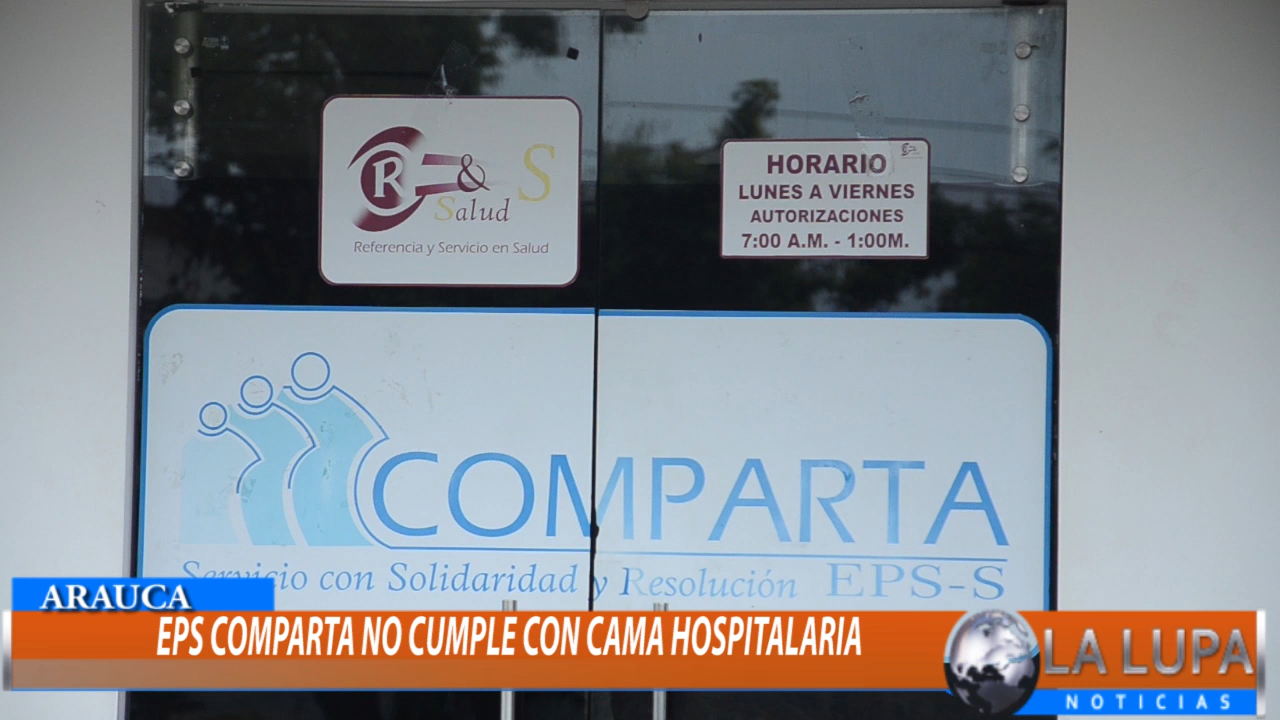 R & S
Salud
Referencia y Servicio en Salud
HORARIO
LUNES A VIERNES
AUTORIZACIONES
7:00 A.M. - 1:00M.
COMPARTA
Servicio con Solidaridad y Resolución EPS-S
ARAUCA
EPS COMPARTA NO CUMPLE CON CAMA HOSPITALARIA
LA LUPA
NOTICIAS